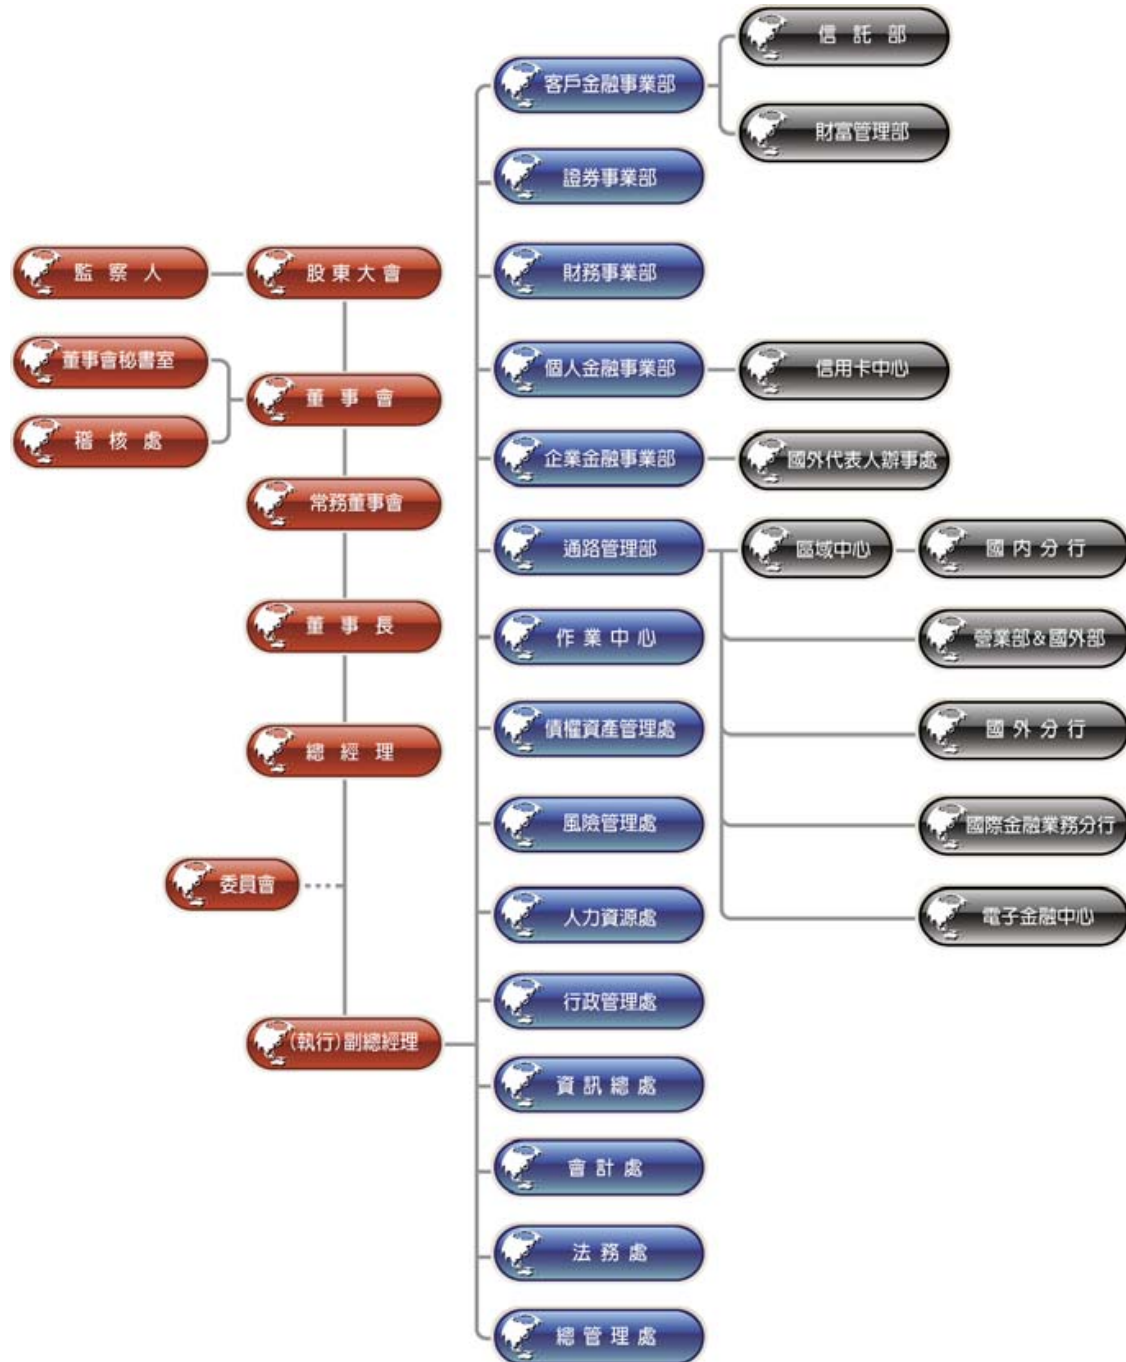 監察人
股東大會
董事會秘書室
稽核處
董事會
常務董事會
董事長
總經理
委員會
(執行)副總經理
客戶金融事業部
信託部
財富管理部
證券事業部
財務事業部
個人金融事業部
信用卡中心
企業金融事業部
國外代表人辦事處
通路管理部
區域中心
國內分行
營業部&國外部
國外分行
國際金融業務分行
電子金融中心
作業中心
債權資產管理處
風險管理處
人力資源處
行政管理處
資訊總處
會計處
法務處
總管理處